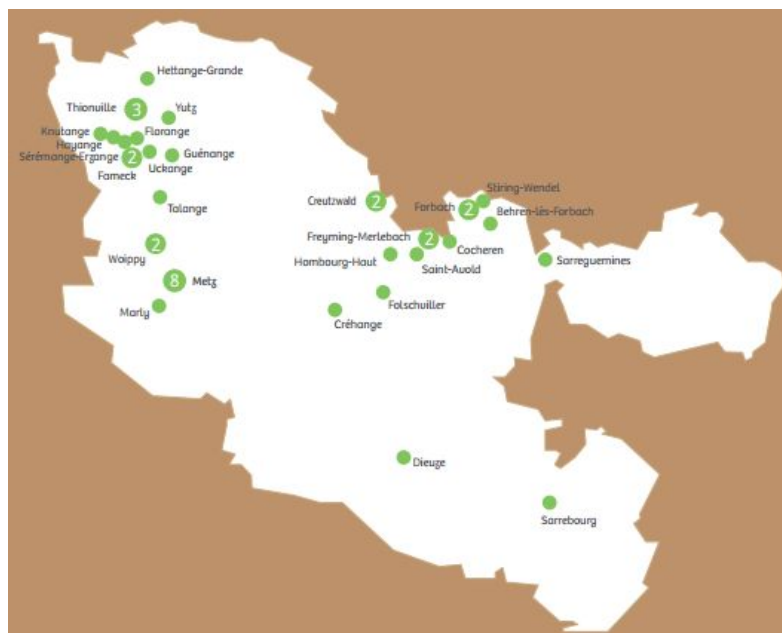 Hettange-Grande
Thionville
3
Yutz
Knutange
Florange
Hayange
Sérémange-Erzange
2
Guénange
Uckange
Fameck
Talange
Creutzwald
2
Forbach
2
Stiring-Wendel
Behren-lès-Forbach
Freyming-Merlebach
2
Cocheren
Woippy
2
Hombourg-Haut
Saint-Avold
Sarreguemines
8
Metz
Marly
Folschviller
Créhange
Dieuze
Sarrebourg